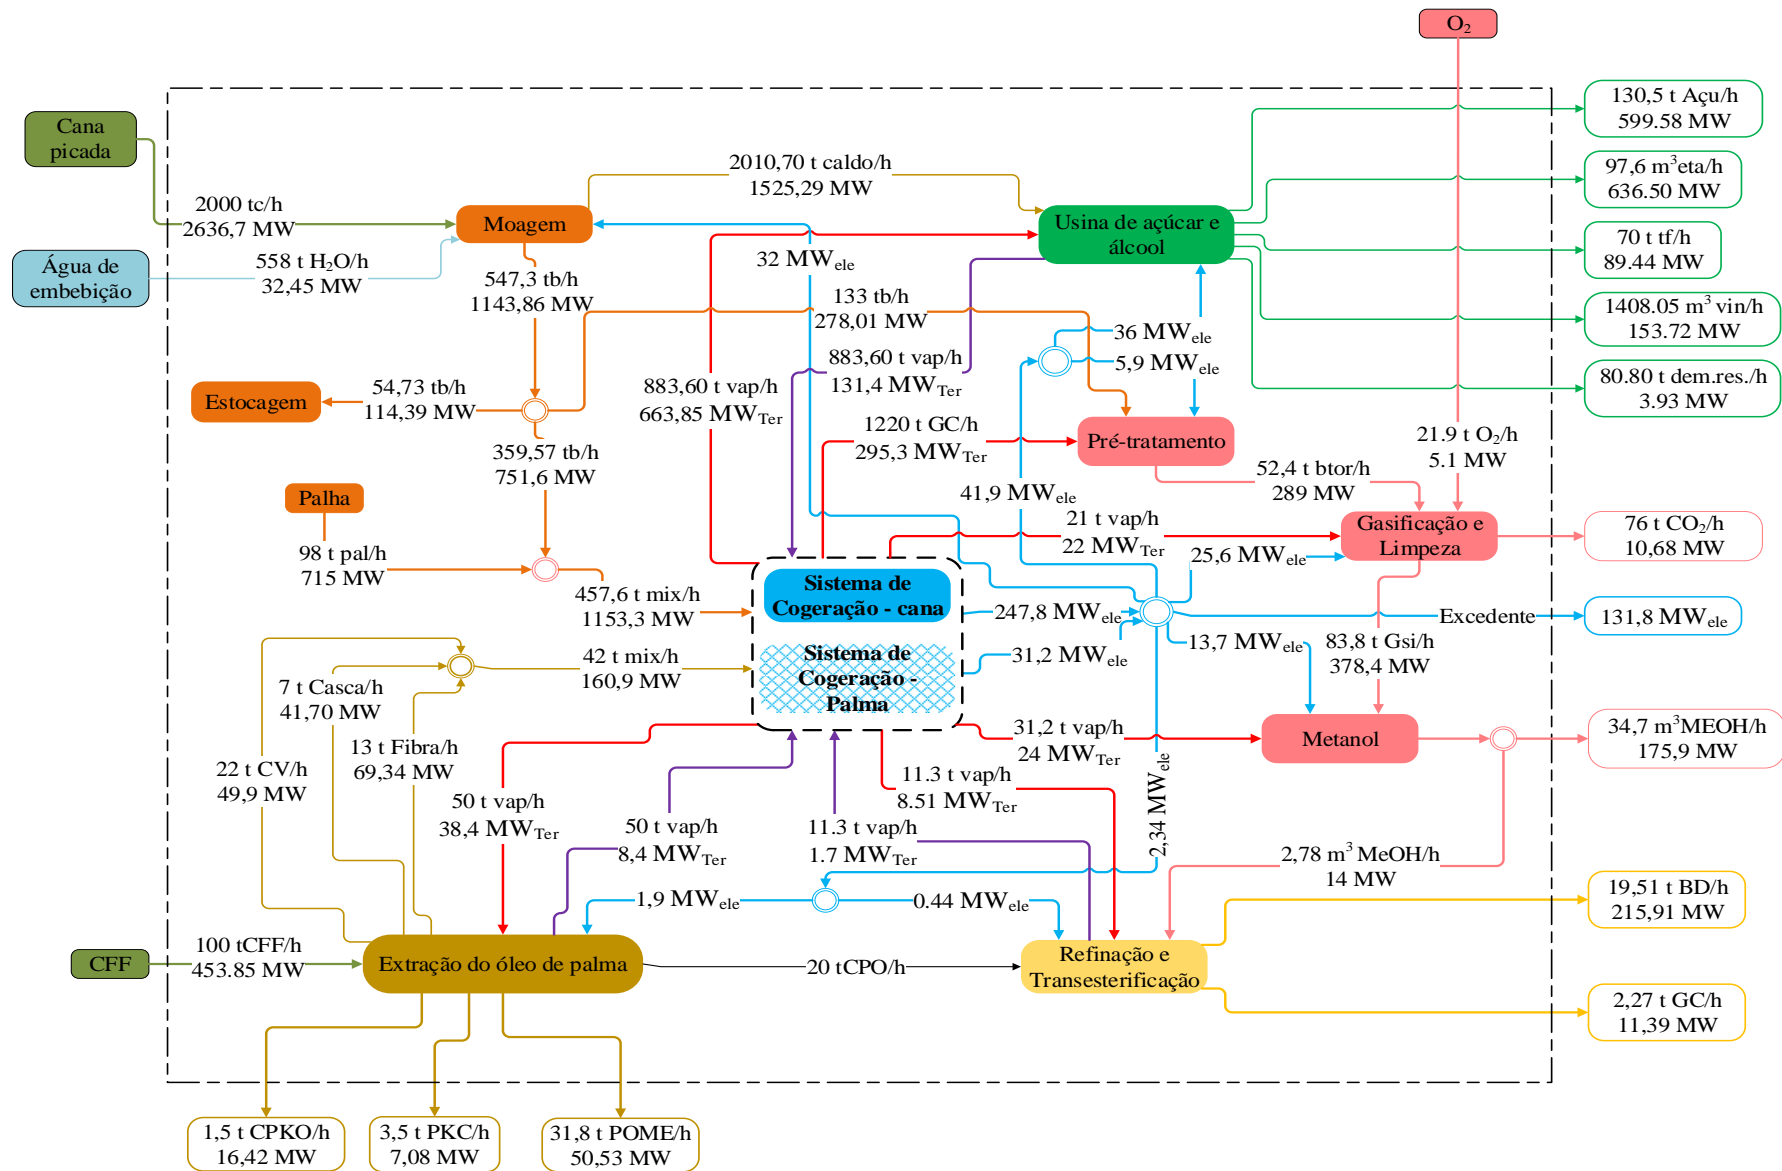 O₂
Cana
picada
130,5 t Açu/h
599.58 MW
2010,70 t caldo/h
1525,29 MW
97,6 m³eta/h
636.50 MW
2000 tc/h
2636,7 MW
Moagem
Usina de açúcar e
álcool
70 t tf/h
89.44 MW
Água de
embebição
558 t H₂O/h
32,45 MW
32 MWele
547,3 tb/h
1143,86 MW
133 tb/h
278,01 MW
1408.05 m³ vin/h
153.72 MW
36 MWele
5,9 MWele
883,60 t vap/h
131,4 MWTer
883,60 t vap/h
663,85 MWTer
80.80 t dem.res./h
3.93 MW
Estocagem
54,73 tb/h
114,39 MW
1220 t GC/h
295,3 MWTer
Pré-tratamento
21.9 t O₂/h
5.1 MW
359,57 tb/h
751,6 MW
52,4 t btor/h
289 MW
41,9 MWele
Palha
98 t pal/h
715 MW
21 t vap/h
22 MWTer
Gasificação e
Limpeza
76 t CO₂/h
10,68 MW
25,6 MWele
457,6 t mix/h
1153,3 MW
Sistema de
Cogeração - cana
247,8 MWele
Excedente
131,8 MWele
13,7 MWele
83,8 t Gsi/h
378,4 MW
42 t mix/h
160,9 MW
Sistema de
Cogeração -
Palma
31,2 MWele
7 t Casca/h
41,70 MW
13 t Fibra/h
69,34 MW
22 t CV/h
49,9 MW
31,2 t vap/h
24 MWTer
Metanol
34,7 m³MEOH/h
175,9 MW
11.3 t vap/h
8.51 MWTer
2,34 MWele
50 t vap/h
38,4 MWTer
50 t vap/h
8,4 MWTer
11.3 t vap/h
1.7 MWTer
2,78 m³ MeOH/h
14 MW
1,9 MWele
0.44 MWele
19,51 t BD/h
215,91 MW
CFF
100 tCFF/h
453.85 MW
Extração do óleo de palma
20 tCPO/h
Refinação e
Transesterificação
2,27 t GC/h
11,39 MW
1,5 t CPKO/h
16,42 MW
3,5 t PKC/h
7,08 MW
31,8 t POME/h
50,53 MW